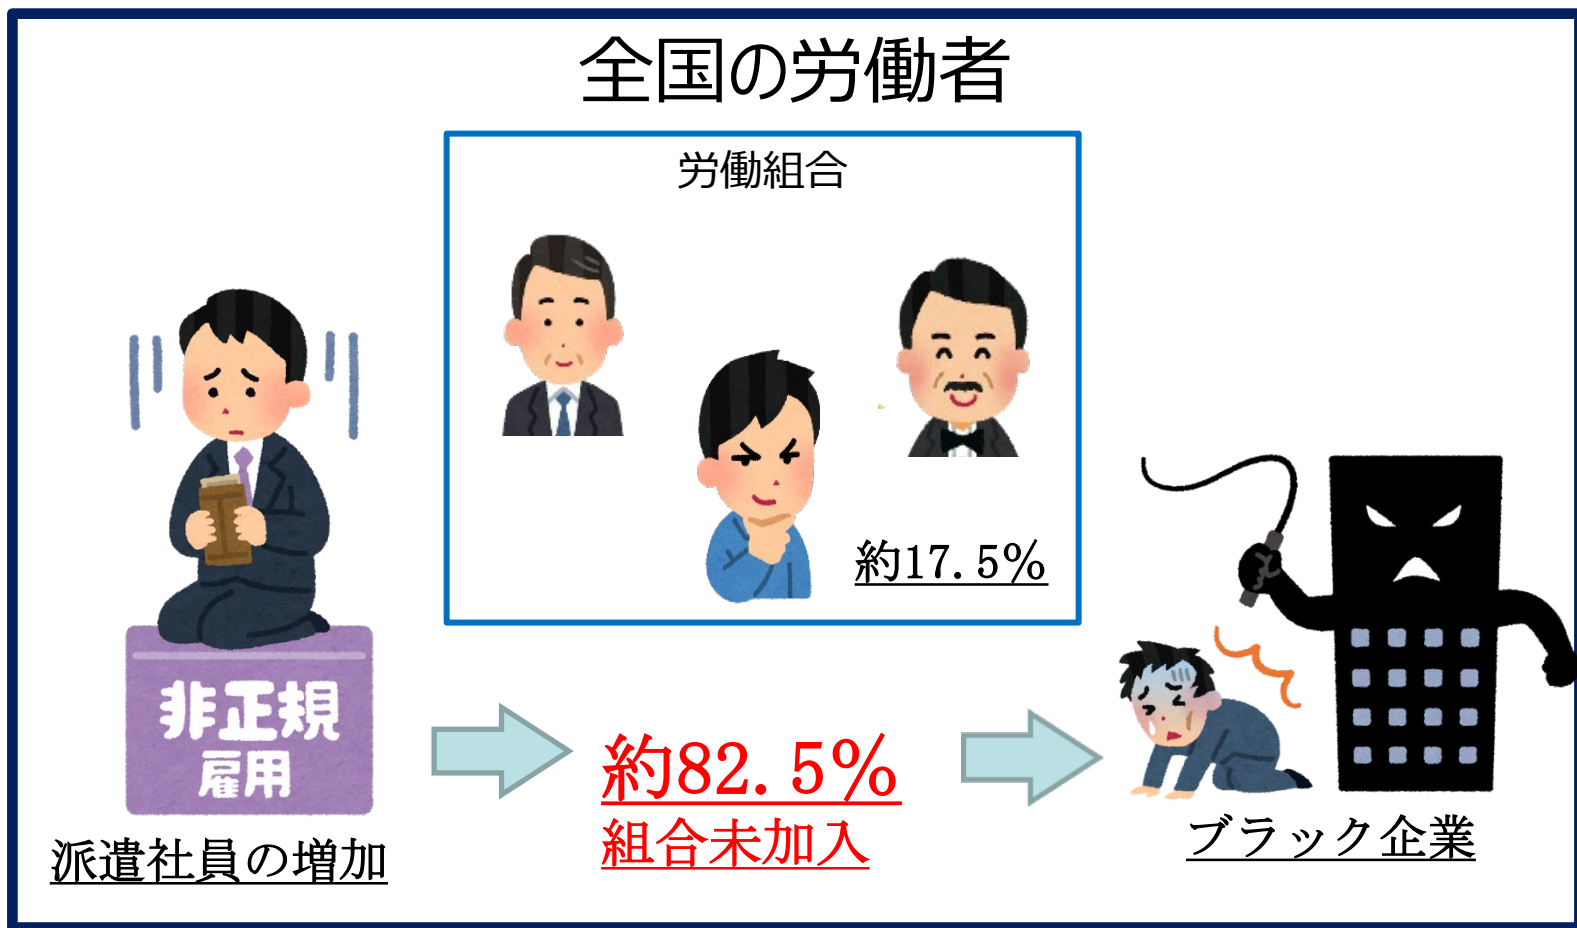 全国の労働者
労働組合
約17.5％
非正規
雇用
派遣社員の増加
約82.5％
組合未加入
ブラック企業